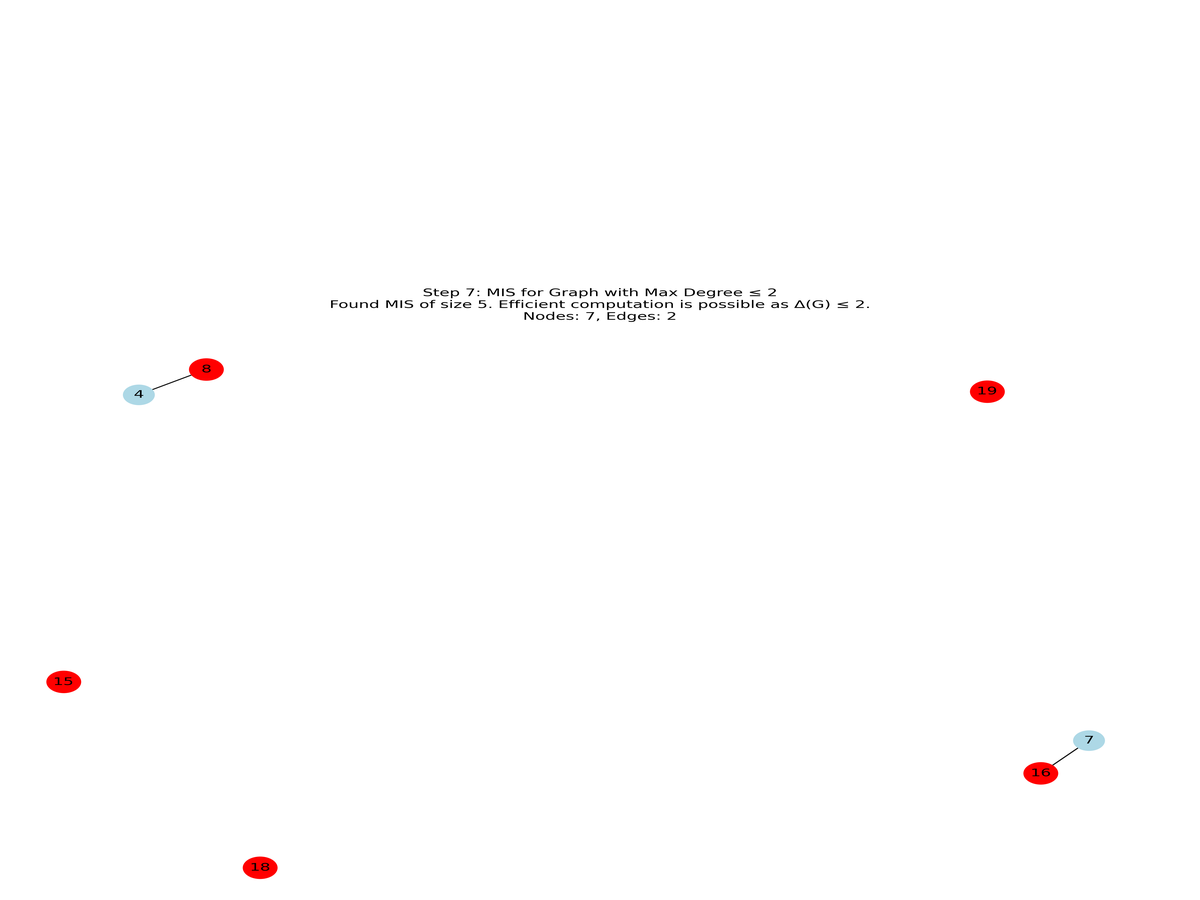 Step 7: MIS for Graph with Max Degree ≤ 2
Found MIS of size 5. Efficient computation is possible as Δ(G) ≤ 2.
Nodes: 7, Edges: 2
8
4
19
15
7
16
18